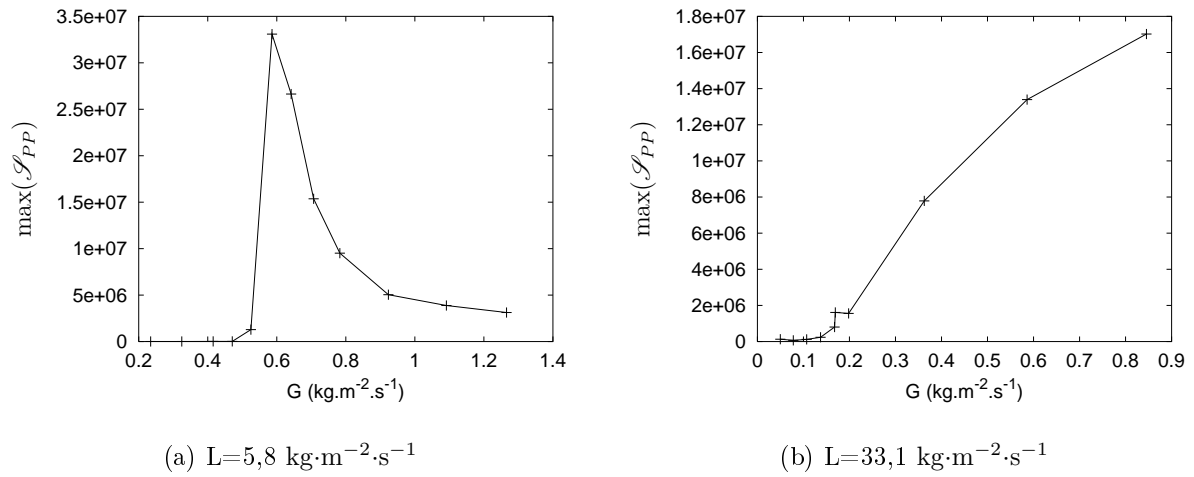 3.5e+07
3e+07
2.5e+07
2e+07
1.5e+07
1e+07
5e+06
0
max(𝒮_PP)
0.2 0.4 0.6 0.8 1 1.2 1.4
G (kg.m⁻².s⁻¹)
(a) L=5,8 kg·m⁻²·s⁻¹
1.8e+07
1.6e+07
1.4e+07
1.2e+07
1e+07
8e+06
6e+06
4e+06
2e+06
0
max(𝒮_PP)
0 0.1 0.2 0.3 0.4 0.5 0.6 0.7 0.8 0.9
G (kg.m⁻².s⁻¹)
(b) L=33,1 kg·m⁻²·s⁻¹